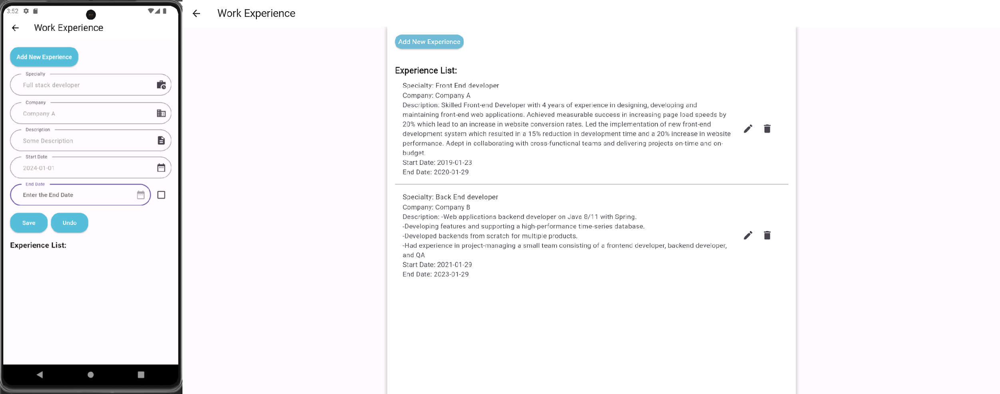 3:52
Work Experience
Add New Experience
Specialty
Full stack developer
Company
Company A
Description
Some Description
Start Date
2024-01-01
End Date
Enter the End Date
Save Undo
Experience List:
Work Experience
Add New Experience
Experience List:
Specialty: Front End developer
Company: Company A
Description: Skilled Front-end Developer with 4 years of experience in designing, developing and
maintaining front-end web applications. Achieved measurable success in increasing page load speeds by
20% which lead to an increase in website conversion rates. Led the implementation of new front-end
development system which resulted in a 15% reduction in development time and a 20% increase in website
performance. Adept in collaborating with cross-functional teams and delivering projects on-time and on-
budget.
Start Date: 2019-01-23
End Date: 2020-01-29
Specialty: Back End developer
Company: Company B
Description: -Web applications backend developer on Java 8/11 with Spring.
-Developing features and supporting a high-performance time-series database.
-Developed backends from scratch for multiple products.
-Had experience in project-managing a small team consisting of a frontend developer, backend developer,
and QA
Start Date: 2021-01-29
End Date: 2023-01-29